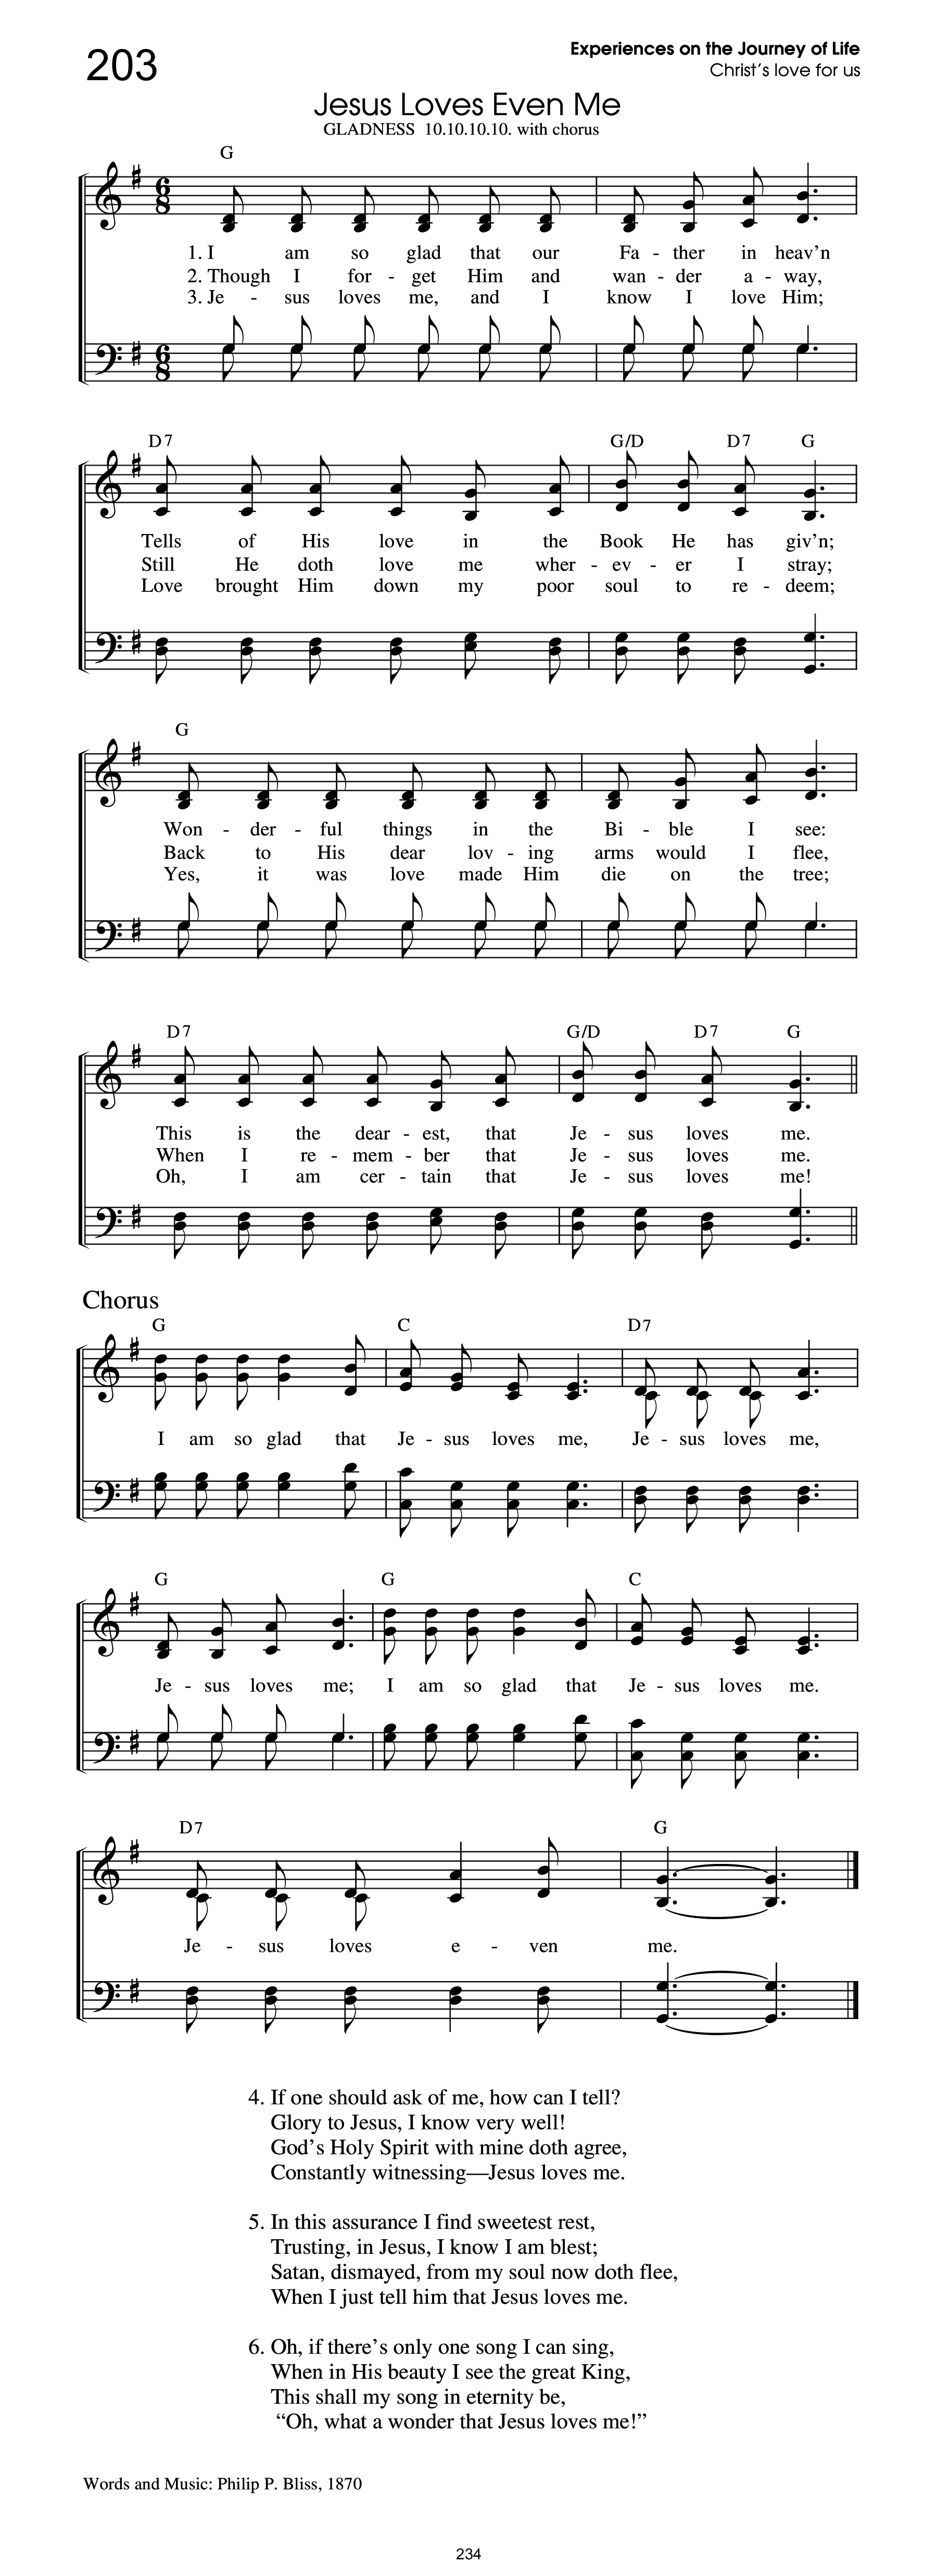 203
Experiences on the Journey of Life
Christ's love for us
Jesus Loves Even Me
GLADNESS 10.10.10.10. with chorus
G
1. I am so glad that our Fa - ther in heav'n
2. Though I for - get Him and wan - der a - way,
3. Je - sus loves me, and I know I love Him;
D7 G/D D7 G
Tells of His love in the Book He has giv'n;
Still He doth love me wher - ev - er I stray;
Love brought Him down my poor soul to re - deem;
G
Won - der - ful things in the Bi - ble I see:
Back to His dear lov - ing arms would I flee,
Yes, it was love made Him die on the tree;
D7 G/D D7 G
This is the dear - est, that Je - sus loves me.
When I re - mem - ber that Je - sus loves me.
Oh, I am cer - tain that Je - sus loves me!
Chorus
G C D7
I am so glad that Je - sus loves me, Je - sus loves me,
G G C
Je - sus loves me; I am so glad that Je - sus loves me.
D7 G
Je - sus loves e - ven me.
4. If one should ask of me, how can I tell?
Glory to Jesus, I know very well!
God's Holy Spirit with mine doth agree,
Constantly witnessing—Jesus loves me.
5. In this assurance I find sweetest rest,
Trusting, in Jesus, I know I am blest;
Satan, dismayed, from my soul now doth flee,
When I just tell him that Jesus loves me.
6. Oh, if there's only one song I can sing,
When in His beauty I see the great King,
This shall my song in eternity be,
“Oh, what a wonder that Jesus loves me!”
Words and Music: Philip P. Bliss, 1870
234